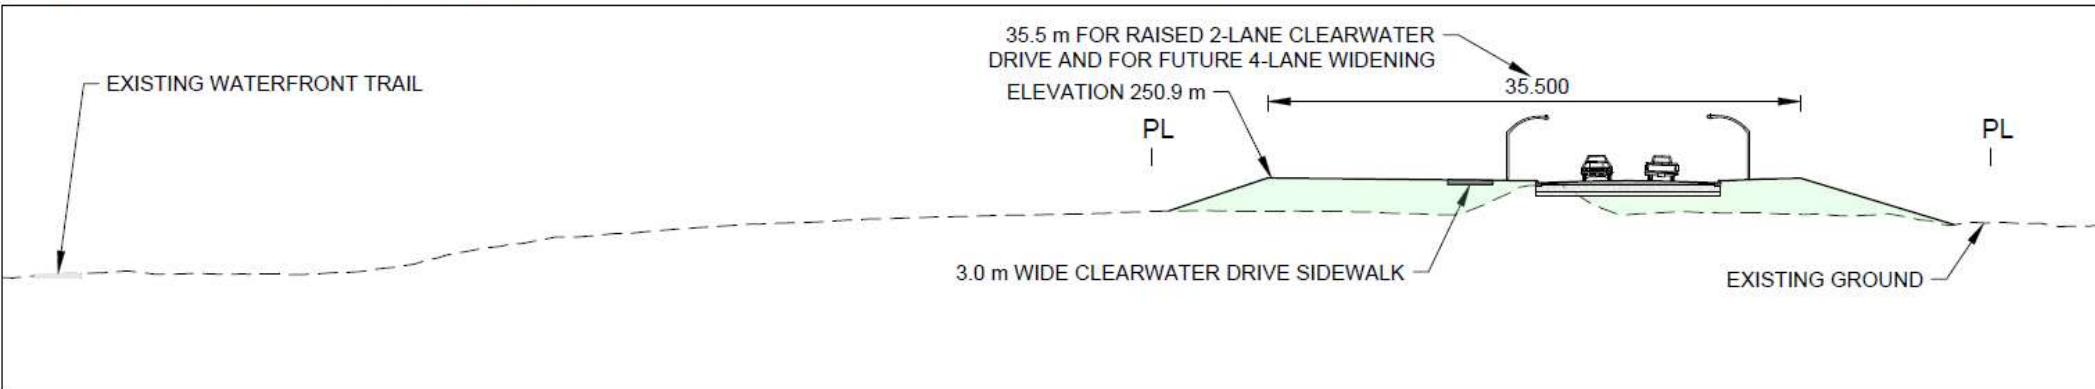 35.5 m FOR RAISED 2-LANE CLEARWATER
DRIVE AND FOR FUTURE 4-LANE WIDENING
35.500
EXISTING WATERFRONT TRAIL
ELEVATION 250.9 m
PL
PL
3.0 m WIDE CLEARWATER DRIVE SIDEWALK
EXISTING GROUND